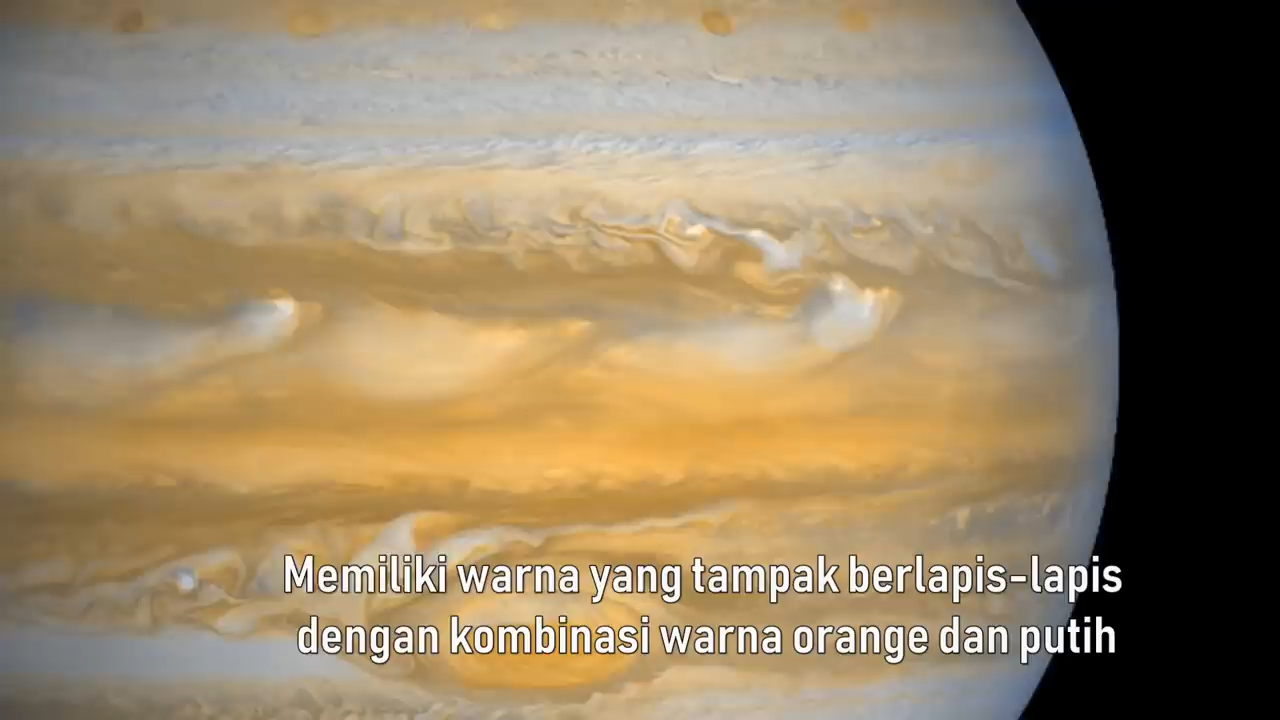 Memiliki warna yang tampak berlapis-lapis
dengan kombinasi warna orange dan putih